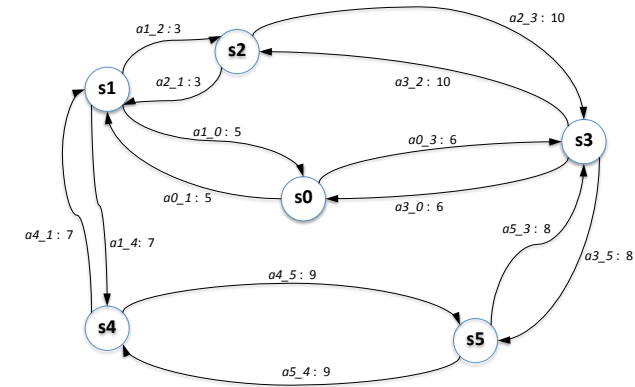 a2_3 : 10
a1_2 : 3
s2
a2_1 : 3
a3_2 : 10
s1
a1_0 : 5
a0_3 : 6
s3
a0_1 : 5
s0
a3_0 : 6
a4_1 : 7
a1_4 : 7
a5_3 : 8
a3_5 : 8
a4_5 : 9
s4
s5
a5_4 : 9